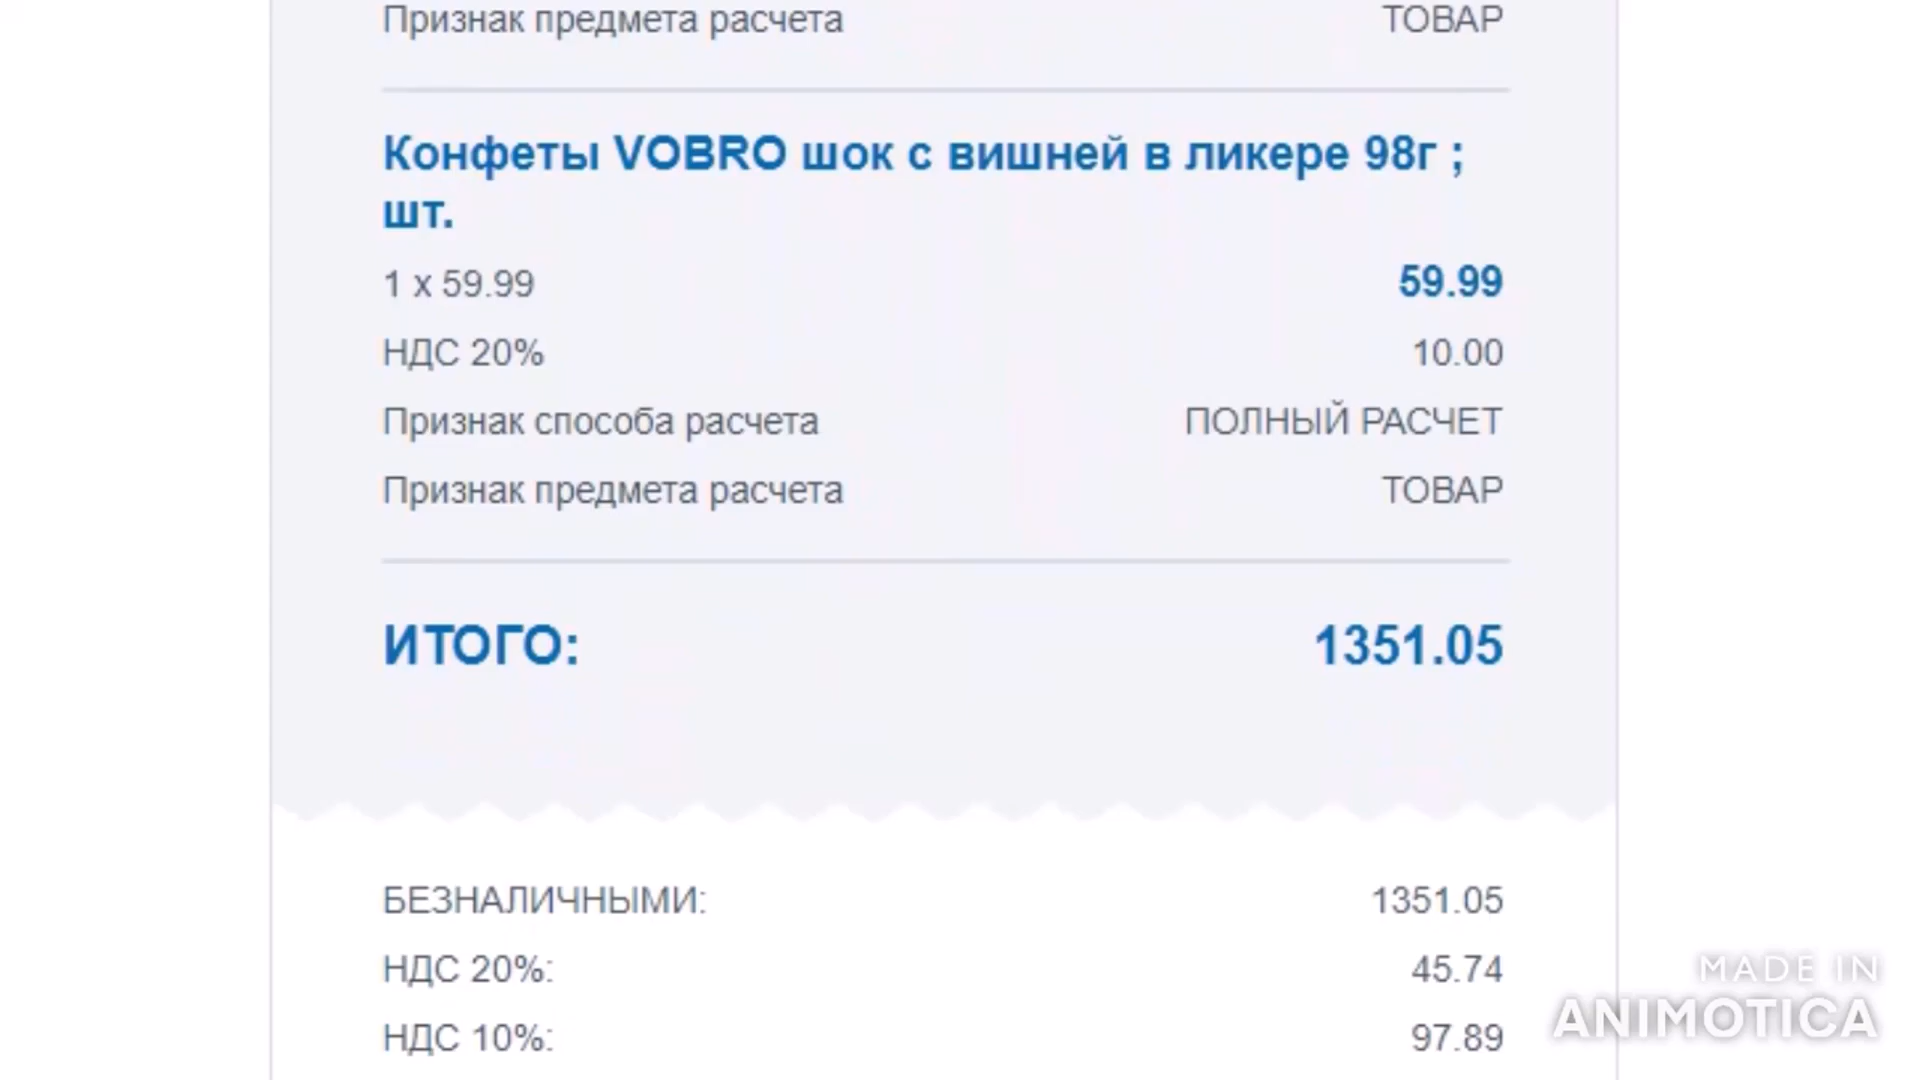 Признак предмета расчета ТОВАР
Конфеты VOBRO шок с вишней в ликере 98г ;
шт.
1 x 59.99 59.99
НДС 20% 10.00
Признак способа расчета ПОЛНЫЙ РАСЧЕТ
Признак предмета расчета ТОВАР
ИТОГО: 1351.05
БЕЗНАЛИЧНЫМИ: 1351.05
НДС 20%: 45.74
НДС 10%: 97.89
MADE IN
ANIMOTICA